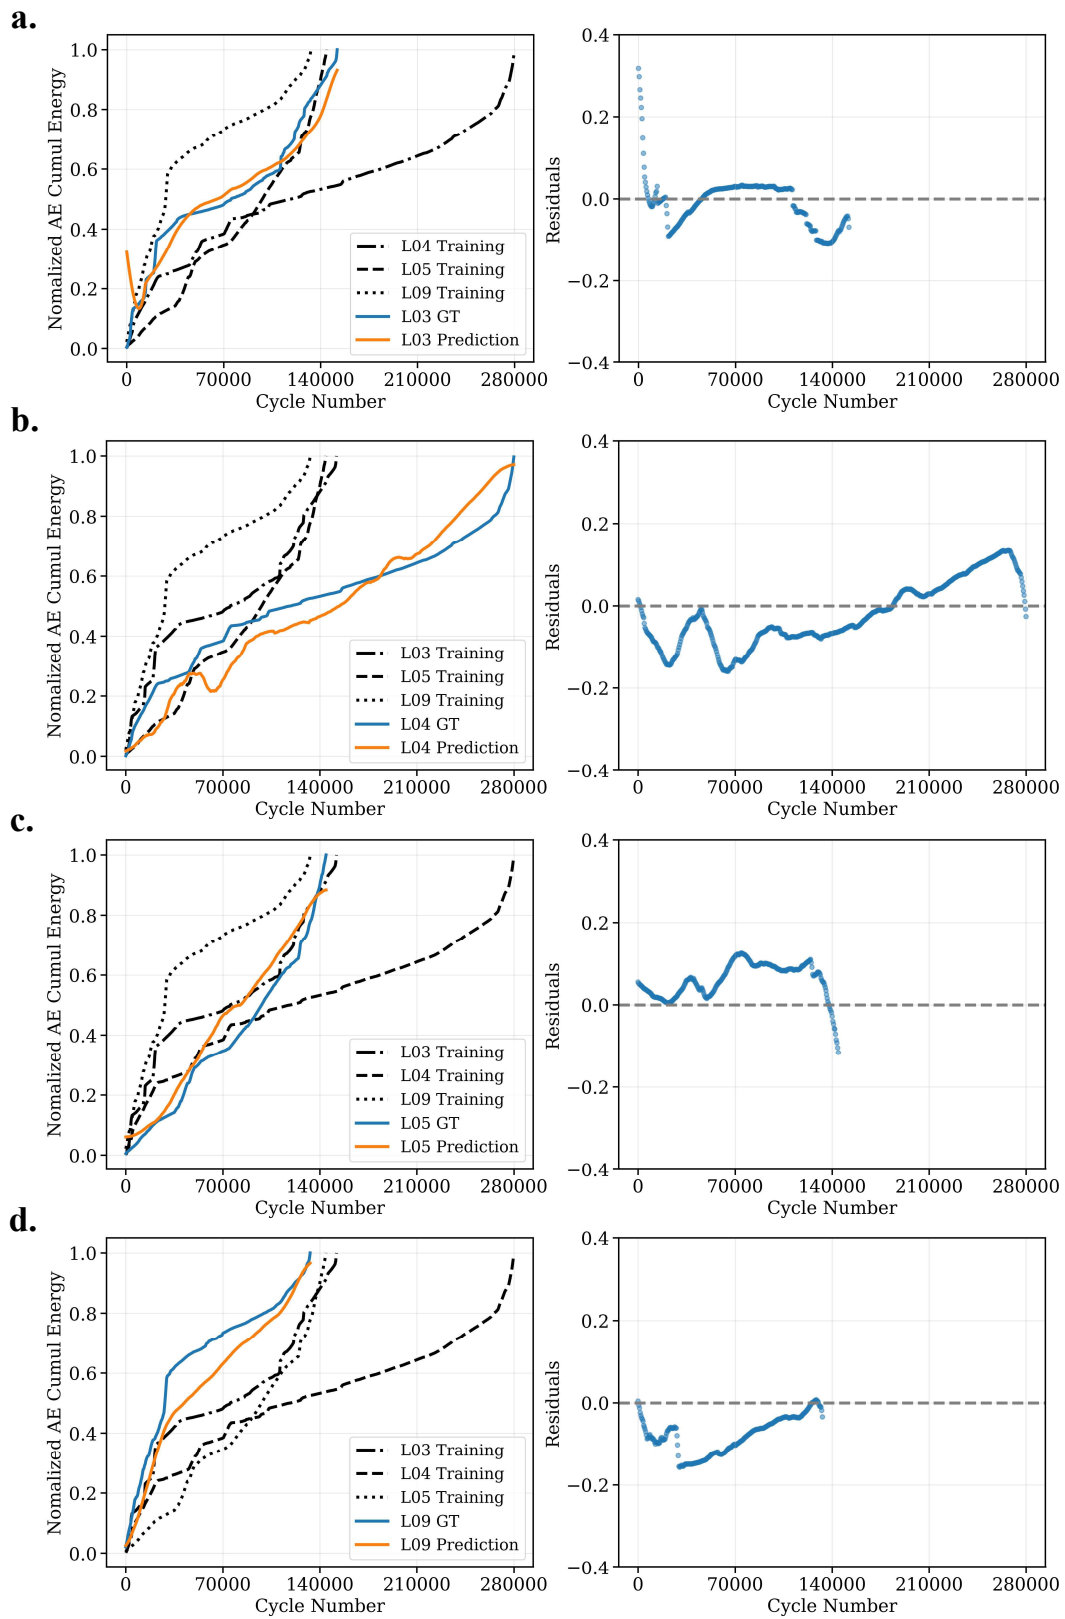 a.
Nomalized AE Cumul Energy
1.0
0.8
0.6
0.4
0.2
0.0
L04 Training
L05 Training
L09 Training
L03 GT
L03 Prediction
0 70000 140000 210000 280000
Cycle Number
Residuals
0.4
0.2
0.0
−0.2
−0.4
0 70000 140000 210000 280000
Cycle Number
b.
Nomalized AE Cumul Energy
1.0
0.8
0.6
0.4
0.2
0.0
L03 Training
L05 Training
L09 Training
L04 GT
L04 Prediction
0 70000 140000 210000 280000
Cycle Number
Residuals
0.4
0.2
0.0
−0.2
−0.4
0 70000 140000 210000 280000
Cycle Number
c.
Nomalized AE Cumul Energy
1.0
0.8
0.6
0.4
0.2
0.0
L03 Training
L04 Training
L09 Training
L05 GT
L05 Prediction
0 70000 140000 210000 280000
Cycle Number
Residuals
0.4
0.2
0.0
−0.2
−0.4
0 70000 140000 210000 280000
Cycle Number
d.
Nomalized AE Cumul Energy
1.0
0.8
0.6
0.4
0.2
0.0
L03 Training
L04 Training
L05 Training
L09 GT
L09 Prediction
0 70000 140000 210000 280000
Cycle Number
Residuals
0.4
0.2
0.0
−0.2
−0.4
0 70000 140000 210000 280000
Cycle Number